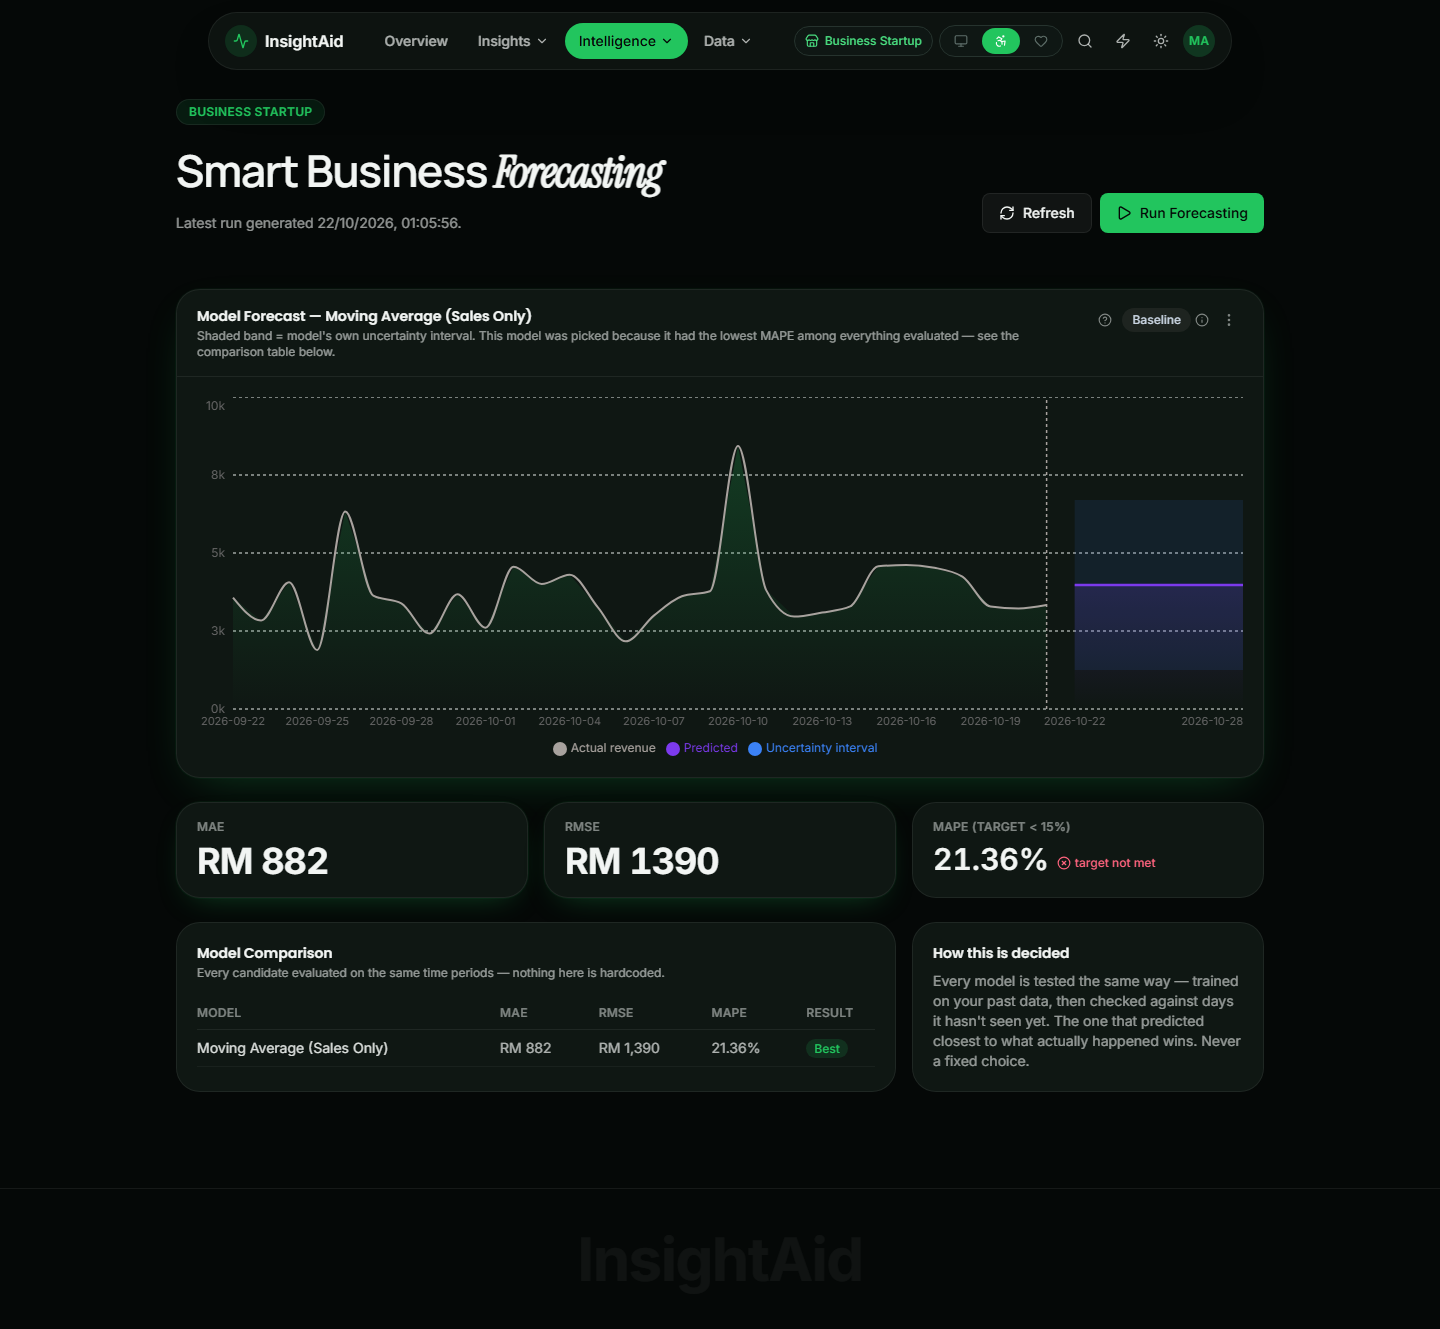 InsightAid
Overview
Insights
Intelligence
Data
Business Startup
MA
BUSINESS STARTUP
Smart Business Forecasting
Latest run generated 22/10/2026, 01:05:56.
Refresh
Run Forecasting
Model Forecast — Moving Average (Sales Only)
Shaded band = model's own uncertainty interval. This model was picked because it had the lowest MAPE among everything evaluated — see the
comparison table below.
Baseline
10k
8k
5k
3k
0k
2026-09-22 2026-09-25 2026-09-28 2026-10-01 2026-10-04 2026-10-07 2026-10-10 2026-10-13 2026-10-16 2026-10-19 2026-10-22 2026-10-28
Actual revenue Predicted Uncertainty interval
MAE
RM 882
RMSE
RM 1390
MAPE (TARGET < 15%)
21.36% target not met
Model Comparison
Every candidate evaluated on the same time periods — nothing here is hardcoded.
MODEL MAE RMSE MAPE RESULT
Moving Average (Sales Only) RM 882 RM 1,390 21.36% Best
How this is decided
Every model is tested the same way — trained
on your past data, then checked against days
it hasn't seen yet. The one that predicted
closest to what actually happened wins. Never
a fixed choice.
InsightAid